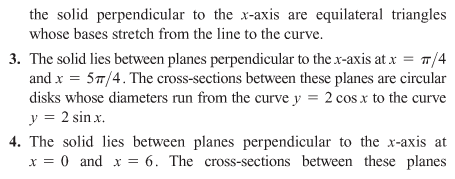 the solid perpendicular to the x-axis are equilateral triangles
whose bases stretch from the line to the curve.
3. The solid lies between planes perpendicular to the x-axis at x = π/4
and x = 5π/4. The cross-sections between these planes are circular
disks whose diameters run from the curve y = 2 cos x to the curve
y = 2 sin x.
4. The solid lies between planes perpendicular to the x-axis at
x = 0 and x = 6. The cross-sections between these planes